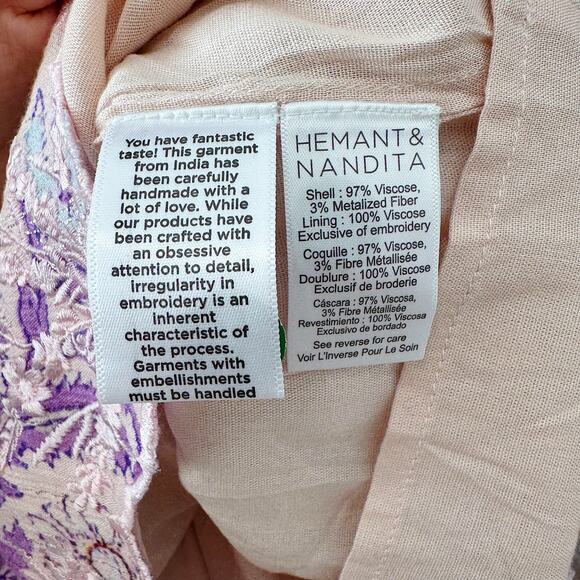 You have fantastic
taste! This garment
from India has
been carefully
handmade with a
lot of love. While
our products have
been crafted with
an obsessive
attention to detail,
irregularity in
embroidery is an
inherent
characteristic of
the process.
Garments with
embellishments
must be handled
HEMANT &
NANDITA
Shell : 97% Viscose,
3% Metalized Fiber
Lining : 100% Viscose
Exclusive of embroidery
Coquille : 97% Viscose,
3% Fibre Métallisée
Doublure : 100% Viscose
Exclusif de broderie
Cáscara : 97% Viscosa,
3% Fibre Métallisée
Revestimiento : 100% Viscosa
Exclusivo de bordado
See reverse for care
Voir L'Inverse Pour Le Soin